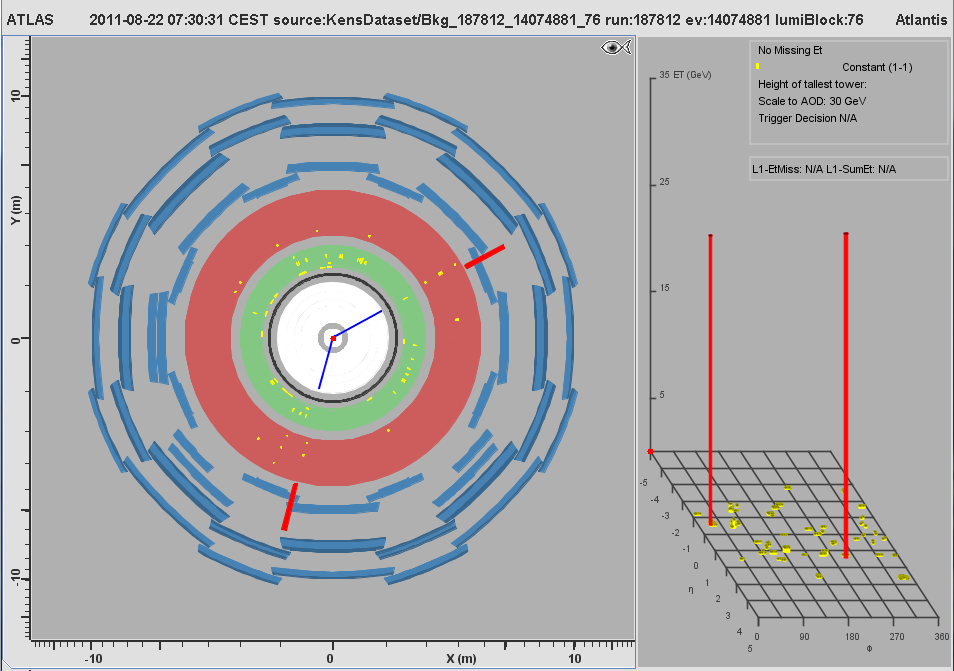 ATLAS 2011-08-22 07:30:31 CEST source:KensDataset/Bkg_187812_14074881_76 run:187812 ev:14074881 lumiBlock:76 Atlantis
No Missing Et
Constant (1-1)
Height of tallest tower:
Scale to AOD: 30 GeV
Trigger Decision N/A
L1-EtMiss: N/A L1-SumEt: N/A
10
Y (m)
0
-10
-10
0
X (m)
10
35 ET (GeV)
25
15
5
-5
-4
-3
-2
-1
0
η
1
2
3
4
5
0
90
180
270
360
Φ